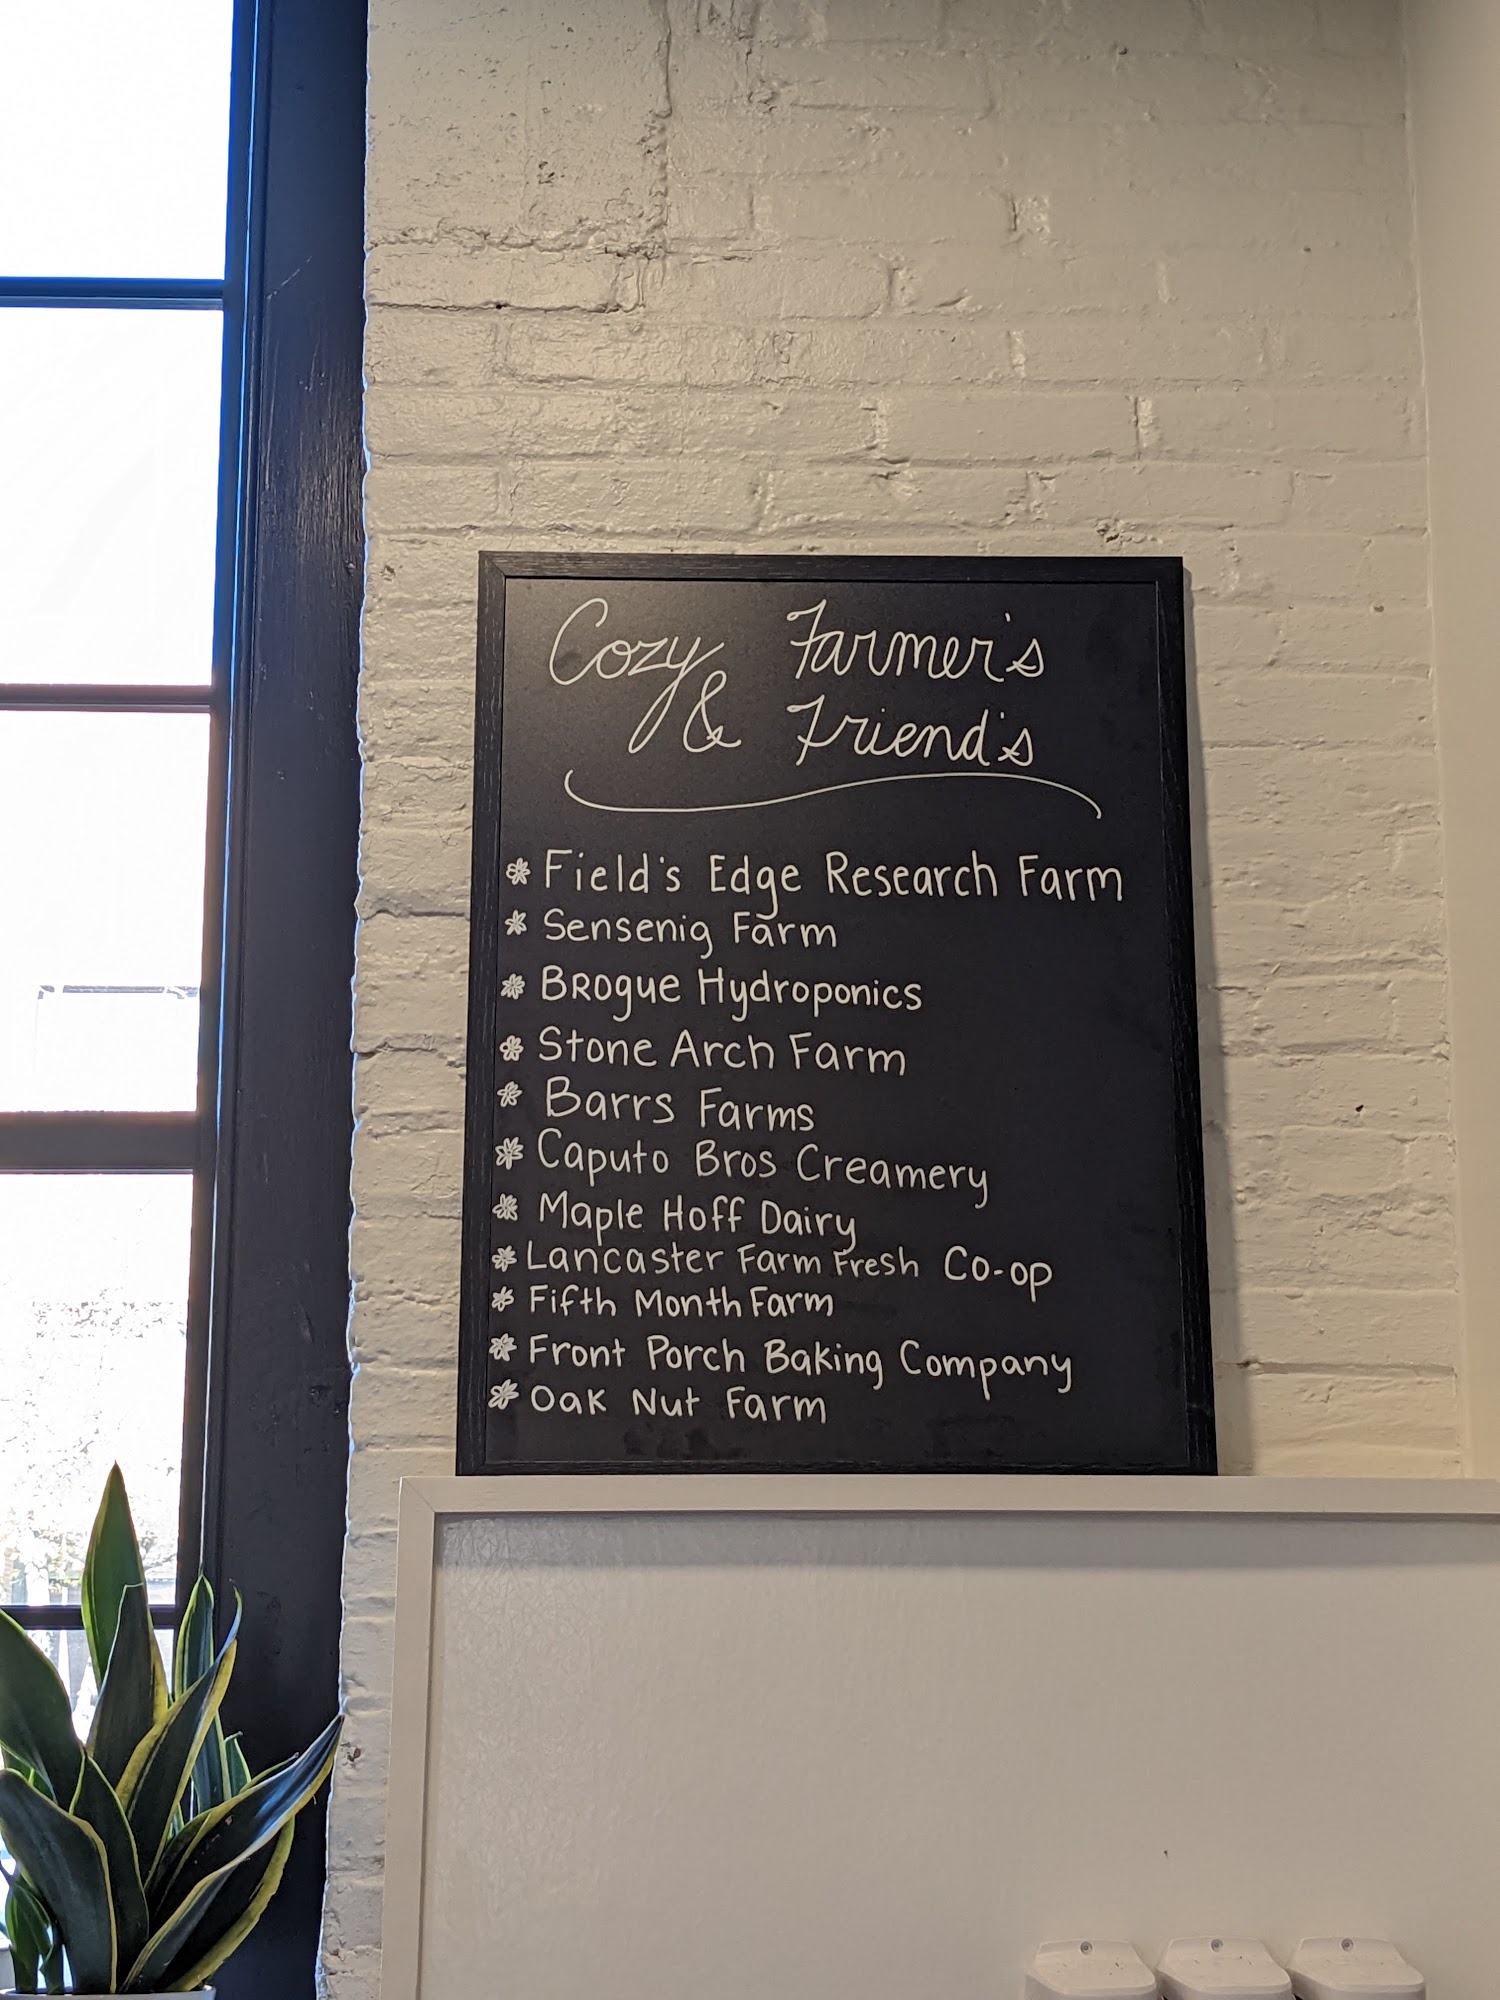 Cozy Farmer's
& Friend's
Field's Edge Research Farm
Sensenig Farm
Brogue Hydroponics
Stone Arch Farm
Barrs Farms
Caputo Bros Creamery
Maple Hoff Dairy
Lancaster Farm Fresh Co-op
Fifth Month Farm
Front Porch Baking Company
Oak Nut Farm